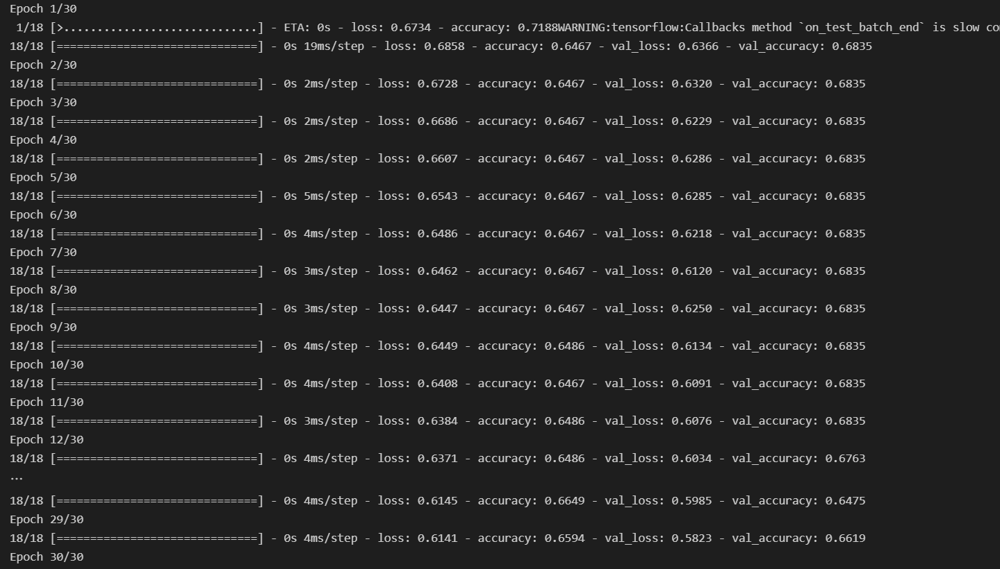 Epoch 1/30
1/18 [>.............................] - ETA: 0s - loss: 0.6734 - accuracy: 0.7188WARNING:tensorflow:Callbacks method `on_test_batch_end` is slow co
18/18 [==============================] - 0s 19ms/step - loss: 0.6858 - accuracy: 0.6467 - val_loss: 0.6366 - val_accuracy: 0.6835
Epoch 2/30
18/18 [==============================] - 0s 2ms/step - loss: 0.6728 - accuracy: 0.6467 - val_loss: 0.6320 - val_accuracy: 0.6835
Epoch 3/30
18/18 [==============================] - 0s 2ms/step - loss: 0.6686 - accuracy: 0.6467 - val_loss: 0.6229 - val_accuracy: 0.6835
Epoch 4/30
18/18 [==============================] - 0s 2ms/step - loss: 0.6607 - accuracy: 0.6467 - val_loss: 0.6286 - val_accuracy: 0.6835
Epoch 5/30
18/18 [==============================] - 0s 5ms/step - loss: 0.6543 - accuracy: 0.6467 - val_loss: 0.6285 - val_accuracy: 0.6835
Epoch 6/30
18/18 [==============================] - 0s 4ms/step - loss: 0.6486 - accuracy: 0.6467 - val_loss: 0.6218 - val_accuracy: 0.6835
Epoch 7/30
18/18 [==============================] - 0s 3ms/step - loss: 0.6462 - accuracy: 0.6467 - val_loss: 0.6120 - val_accuracy: 0.6835
Epoch 8/30
18/18 [==============================] - 0s 3ms/step - loss: 0.6447 - accuracy: 0.6467 - val_loss: 0.6250 - val_accuracy: 0.6835
Epoch 9/30
18/18 [==============================] - 0s 4ms/step - loss: 0.6449 - accuracy: 0.6486 - val_loss: 0.6134 - val_accuracy: 0.6835
Epoch 10/30
18/18 [==============================] - 0s 4ms/step - loss: 0.6408 - accuracy: 0.6467 - val_loss: 0.6091 - val_accuracy: 0.6835
Epoch 11/30
18/18 [==============================] - 0s 3ms/step - loss: 0.6384 - accuracy: 0.6486 - val_loss: 0.6076 - val_accuracy: 0.6835
Epoch 12/30
18/18 [==============================] - 0s 4ms/step - loss: 0.6371 - accuracy: 0.6486 - val_loss: 0.6034 - val_accuracy: 0.6763
...
18/18 [==============================] - 0s 4ms/step - loss: 0.6145 - accuracy: 0.6649 - val_loss: 0.5985 - val_accuracy: 0.6475
Epoch 29/30
18/18 [==============================] - 0s 4ms/step - loss: 0.6141 - accuracy: 0.6594 - val_loss: 0.5823 - val_accuracy: 0.6619
Epoch 30/30